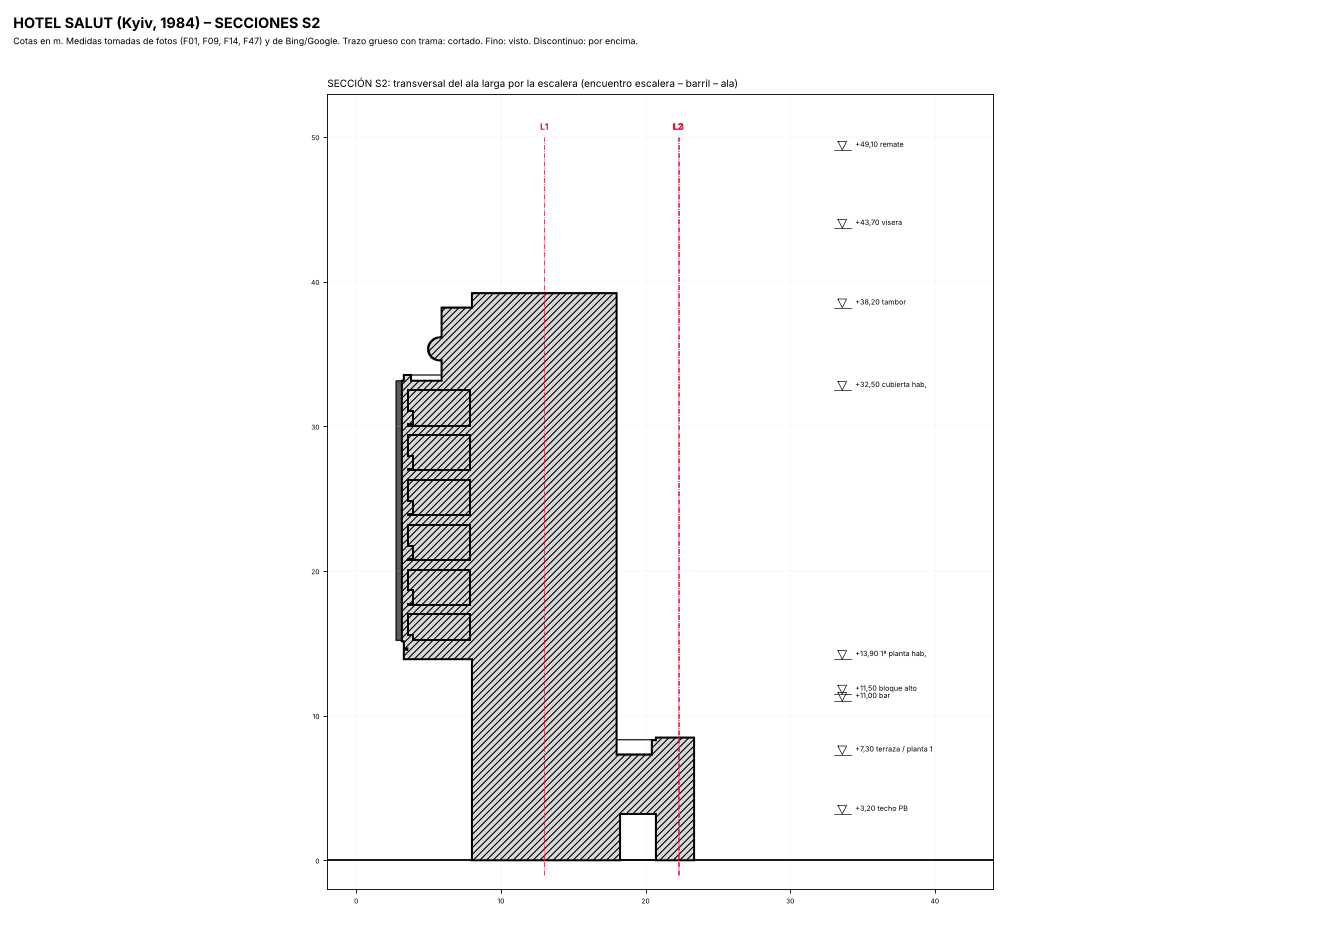 HOTEL SALUT (Kyiv, 1984) – SECCIONES S2
Cotas en m. Medidas tomadas de fotos (F01, F09, F14, F47) y de Bing/Google. Trazo grueso con trama: cortado. Fino: visto. Discontinuo: por encima.
SECCIÓN S2: transversal del ala larga por la escalera (encuentro escalera – barril – ala)
L1
50
+49,10 remate
+43,70 visera
40
+38,20 tambor
+32,50 cubierta hab,
30
20
+13,90 1ª planta hab,
+11,50 bloque alto
+11,00 bar
10
+7,30 terraza / planta 1
+3,20 techo PB
0
0 10 20 30 40